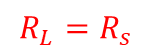 R_L = R_s